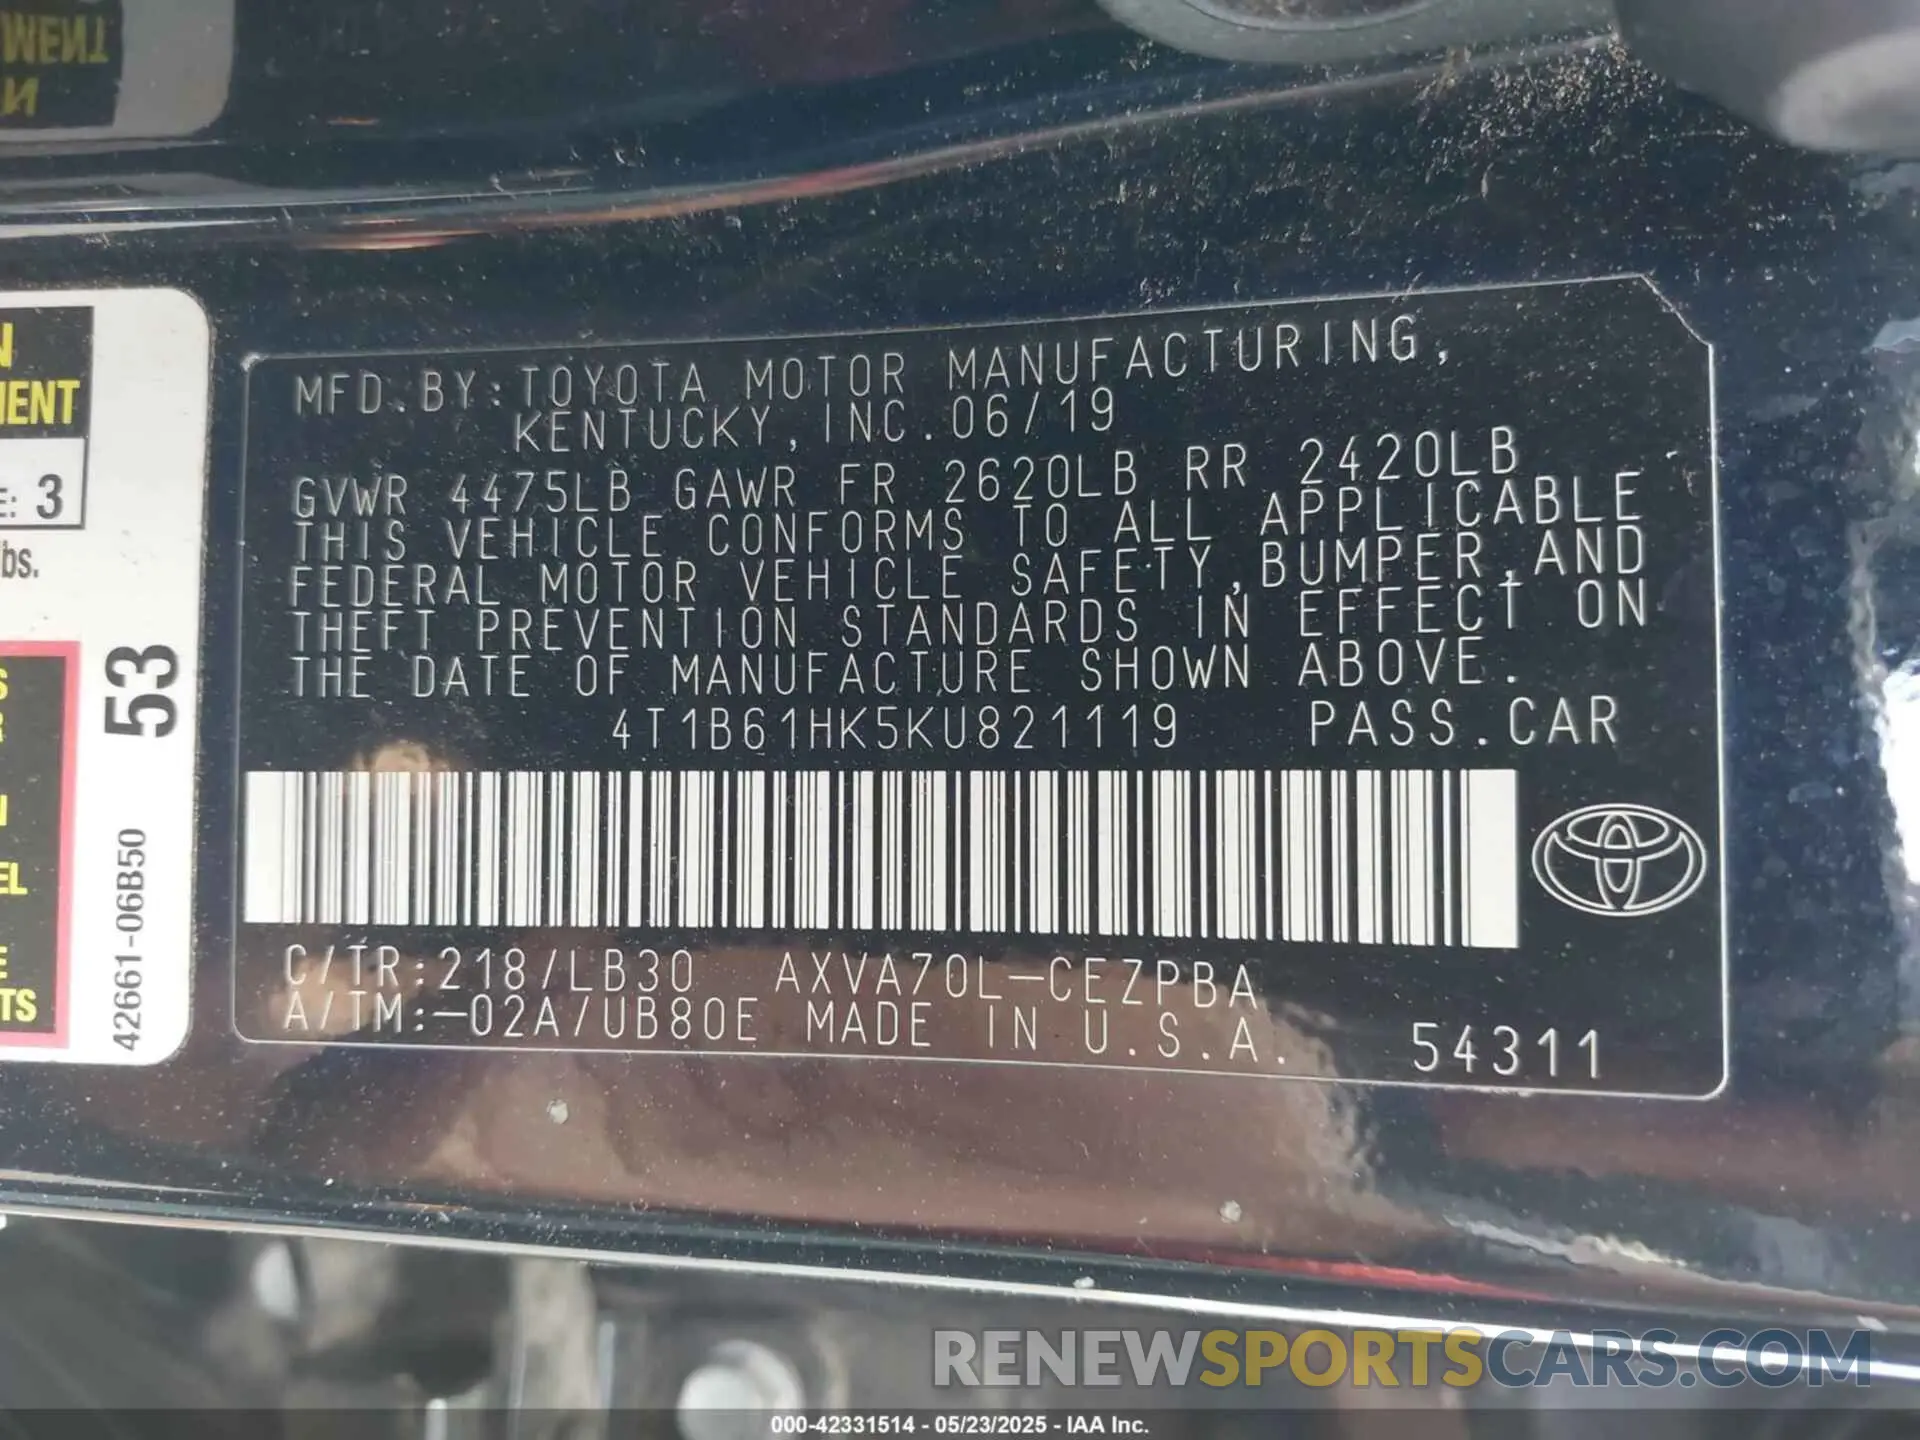 MENT
N
N
MENT
E: 3
lbs.
53
42661-06B50
S
R
N
EL
E
TS
MFD.BY:TOYOTA MOTOR MANUFACTURING,
KENTUCKY,INC.06/19
GVWR 4475LB GAWR FR 2620LB RR 2420LB
THIS VEHICLE CONFORMS TO ALL APPLICABLE
FEDERAL MOTOR VEHICLE SAFETY,BUMPER,AND
THEFT PREVENTION STANDARDS IN EFFECT ON
THE DATE OF MANUFACTURE SHOWN ABOVE.
4T1B61HK5KU821119 PASS.CAR
C/TR:218/LB30 AXVA70L-CEZPBA
A/TM:-02A/UB80E MADE IN U.S.A. 54311
RENEWSPORTSCARS.COM
000-42331514 - 05/23/2025 - IAA Inc.